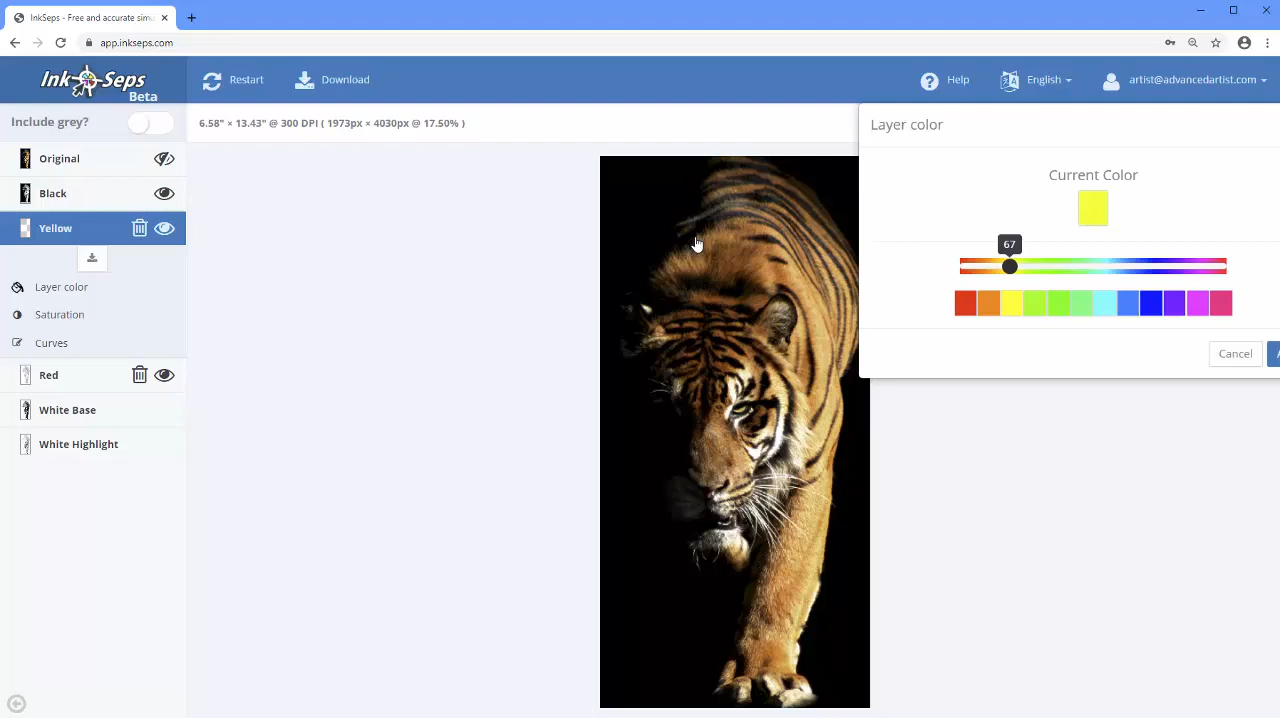 InkSeps - Free and accurate sim
app.inkseps.com
Ink Seps
Beta
Restart
Download
Help
English
artist@advancedartist.com
Include grey?
6.58" × 13.43" @ 300 DPI ( 1973px × 4030px @ 17.50% )
Layer color
Original
Black
Current Color
Yellow
67
Layer color
Saturation
Curves
Cancel
Red
White Base
White Highlight